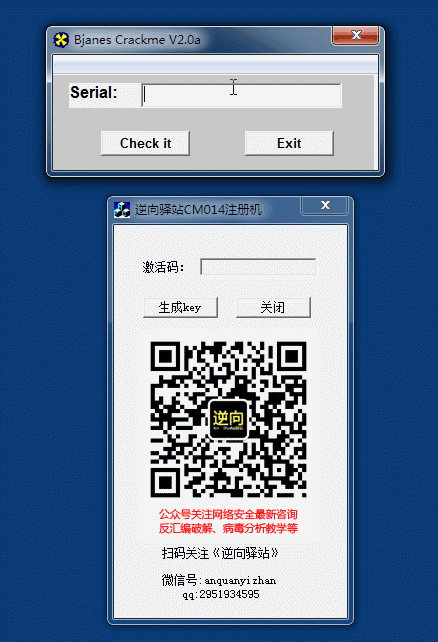 Bjanes Crackme V2.0a
Serial:
Check it
Exit
逆向驿站CM014注册机
激活码：
生成key
关闭
逆向
公众号关注网络安全最新咨询
反汇编破解、病毒分析教学等
扫码关注《逆向驿站》
微信号:anquanyizhan
qq:2951934595